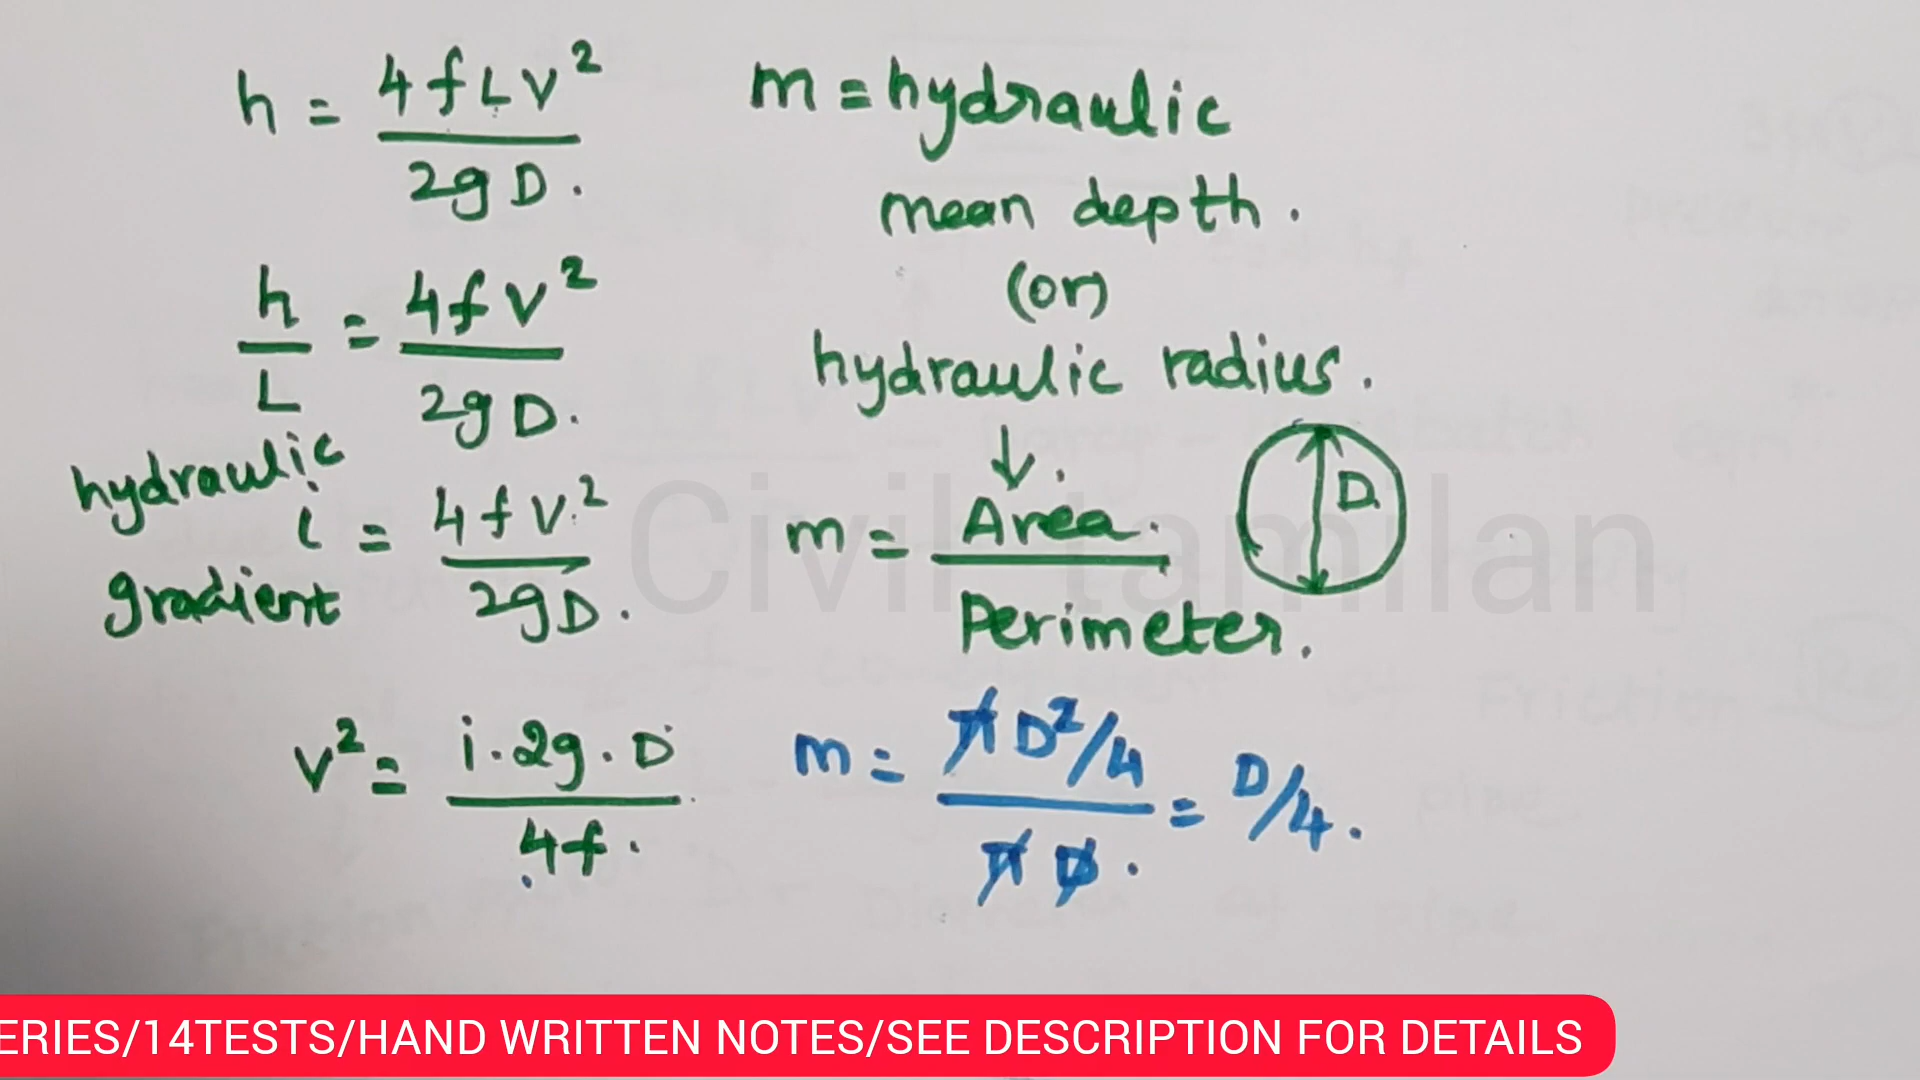 h = 4fLV² / 2gD.
h/L = 4fV² / 2gD.
hydraulic
i = 4fV² / 2gD.
gradient
V² = i.2g.D / 4f.
m = hydraulic
mean depth.
(or)
hydraulic radius.
↓.
D.
m = Area. / Perimeter.
m = πD²/4 / πD. = D/4.
Civil tamilan
ERIES/14TESTS/HAND WRITTEN NOTES/SEE DESCRIPTION FOR DETAILS